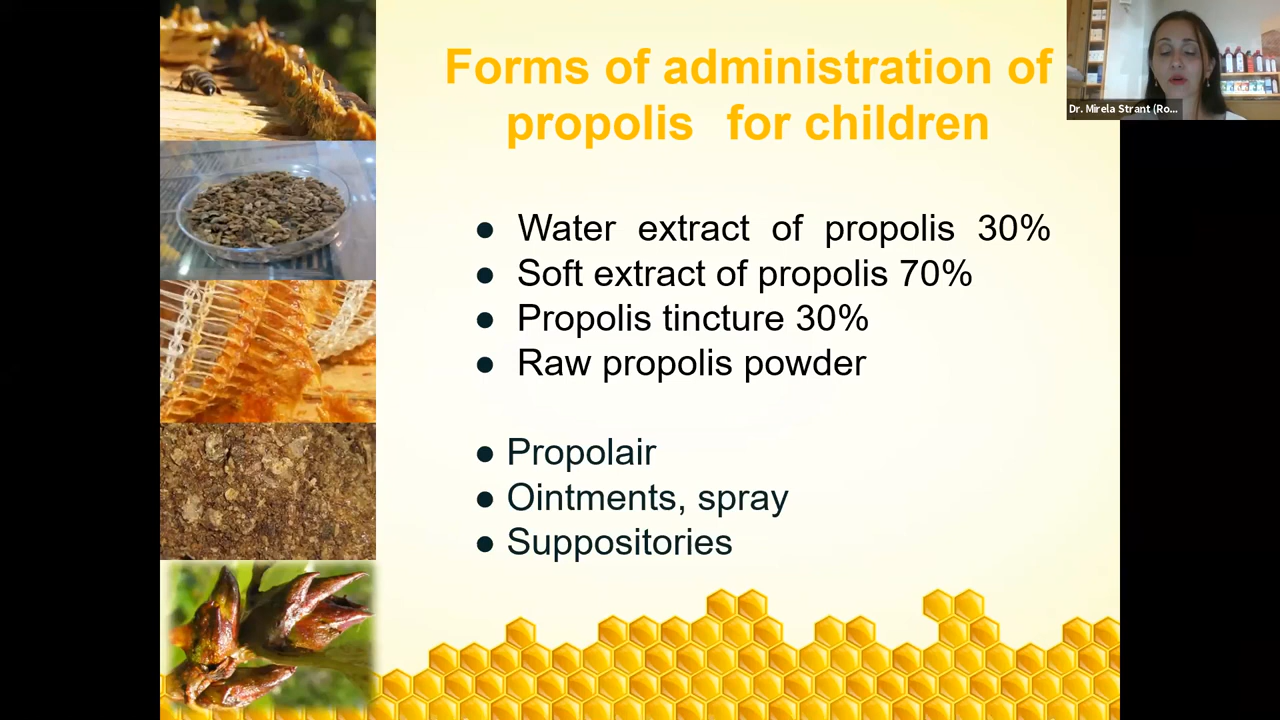 Forms of administration of
propolis for children
● Water extract of propolis 30%
● Soft extract of propolis 70%
● Propolis tincture 30%
● Raw propolis powder
● Propolair
● Ointments, spray
● Suppositories
Dr. Mirela Strant (Ro...